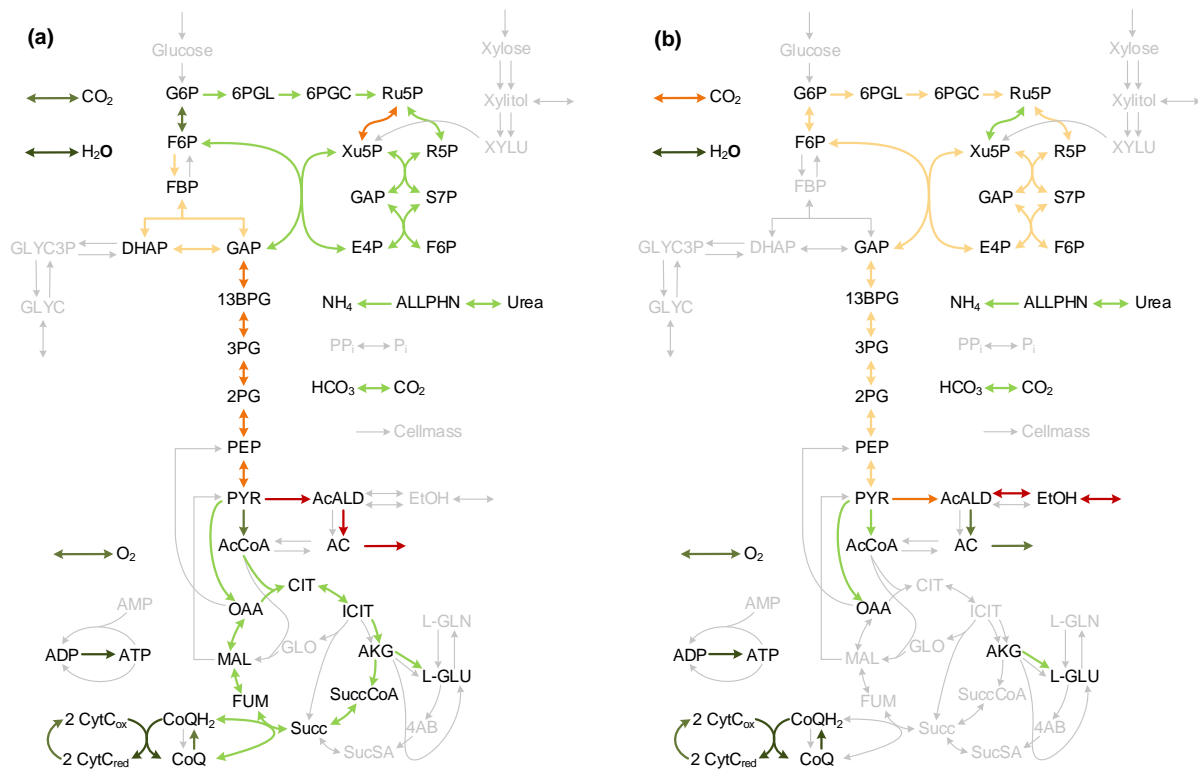 (a)
Glucose
Xylose
G6P 6PGL 6PGC Ru5P
CO₂
Xylitol
F6P
H₂O
Xu5P R5P XYLU
FBP
GAP S7P
GLYC3P DHAP GAP E4P F6P
13BPG
NH₄ ALLPHN Urea
GLYC
3PG
PPᵢ Pᵢ
2PG
HCO₃ CO₂
PEP
Cellmass
PYR AcALD EtOH
AcCoA AC
O₂
CIT
AMP
OAA ICIT
L-GLN
ADP ATP
MAL GLO AKG
L-GLU
FUM SuccCoA
2 CytCox CoQH₂
Succ 4AB
2 CytCred CoQ
SucSA
(b)
Glucose
Xylose
G6P 6PGL 6PGC Ru5P
CO₂
Xylitol
F6P
H₂O
Xu5P R5P XYLU
FBP
GAP S7P
GLYC3P DHAP GAP E4P F6P
13BPG
NH₄ ALLPHN Urea
GLYC
3PG
PPᵢ Pᵢ
2PG
HCO₃ CO₂
PEP
Cellmass
PYR AcALD EtOH
AcCoA AC
O₂
CIT
AMP
OAA ICIT
L-GLN
ADP ATP
MAL GLO AKG
L-GLU
FUM SuccCoA
2 CytCox CoQH₂
Succ 4AB
2 CytCred CoQ
SucSA